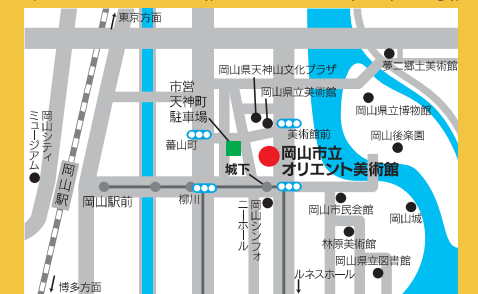 東京方面
夢二郷土美術館
岡山県天神山文化プラザ
市営
天神町
駐車場
岡山県立美術館
岡山県立博物館
岡山シティ
ミュージアム
蕃山町
美術館前
岡山後楽園
岡山市立
オリエント美術館
岡山駅
城下
岡山駅前
柳川
岡山シンフォ
ニーホール
岡山市民会館
岡山城
林原美術館
岡山県立図書館
ルネスホール
博多方面